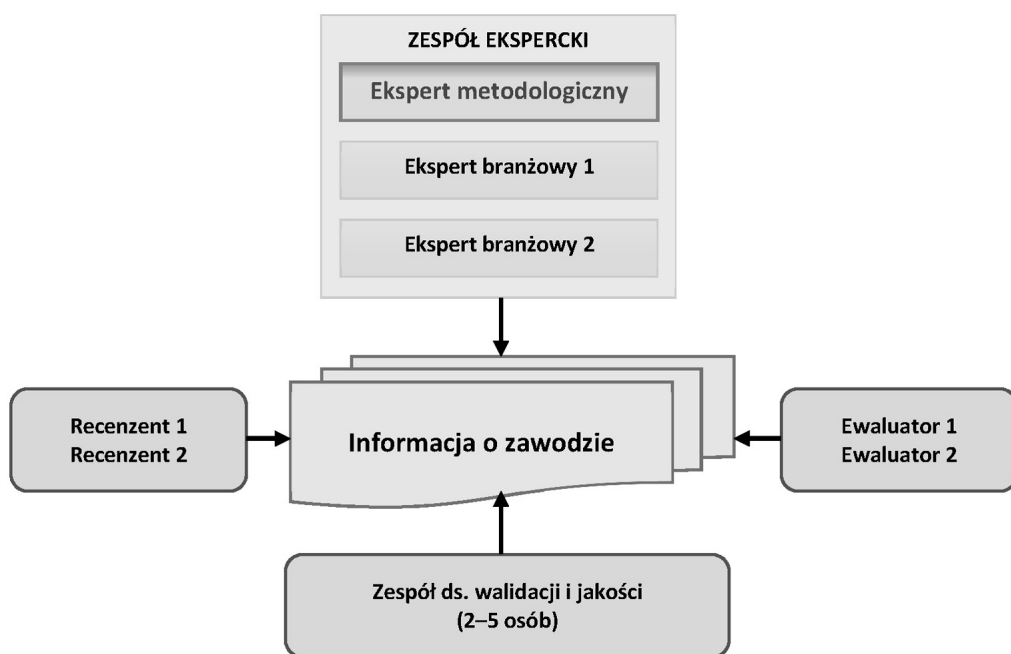 ZESPÓŁ EKSPERCKI
Ekspert metodologiczny
Ekspert branżowy 1
Ekspert branżowy 2
Recenzent 1
Recenzent 2
Informacja o zawodzie
Ewaluator 1
Ewaluator 2
Zespół ds. walidacji i jakości
(2–5 osób)